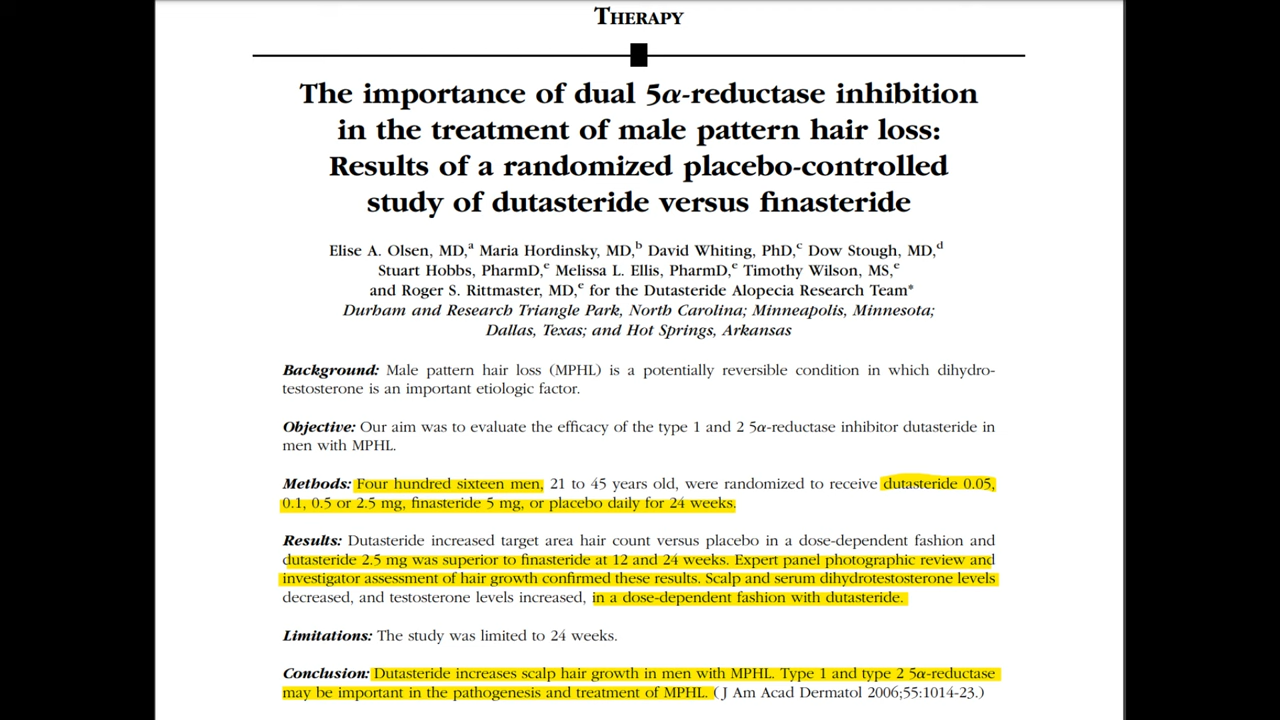 THERAPY
The importance of dual 5α-reductase inhibition
in the treatment of male pattern hair loss:
Results of a randomized placebo-controlled
study of dutasteride versus finasteride
Elise A. Olsen, MD,a Maria Hordinsky, MD,b David Whiting, PhD,c Dow Stough, MD,d
Stuart Hobbs, PharmD,e Melissa L. Ellis, PharmD,e Timothy Wilson, MS,e
and Roger S. Rittmaster, MD,e for the Dutasteride Alopecia Research Team*
Durham and Research Triangle Park, North Carolina; Minneapolis, Minnesota;
Dallas, Texas; and Hot Springs, Arkansas
Background: Male pattern hair loss (MPHL) is a potentially reversible condition in which dihydro-
testosterone is an important etiologic factor.
Objective: Our aim was to evaluate the efficacy of the type 1 and 2 5α-reductase inhibitor dutasteride in
men with MPHL.
Methods: Four hundred sixteen men, 21 to 45 years old, were randomized to receive dutasteride 0.05,
0.1, 0.5 or 2.5 mg, finasteride 5 mg, or placebo daily for 24 weeks.
Results: Dutasteride increased target area hair count versus placebo in a dose-dependent fashion and
dutasteride 2.5 mg was superior to finasteride at 12 and 24 weeks. Expert panel photographic review and
investigator assessment of hair growth confirmed these results. Scalp and serum dihydrotestosterone levels
decreased, and testosterone levels increased, in a dose-dependent fashion with dutasteride.
Limitations: The study was limited to 24 weeks.
Conclusion: Dutasteride increases scalp hair growth in men with MPHL. Type 1 and type 2 5α-reductase
may be important in the pathogenesis and treatment of MPHL. ( J Am Acad Dermatol 2006;55:1014-23.)